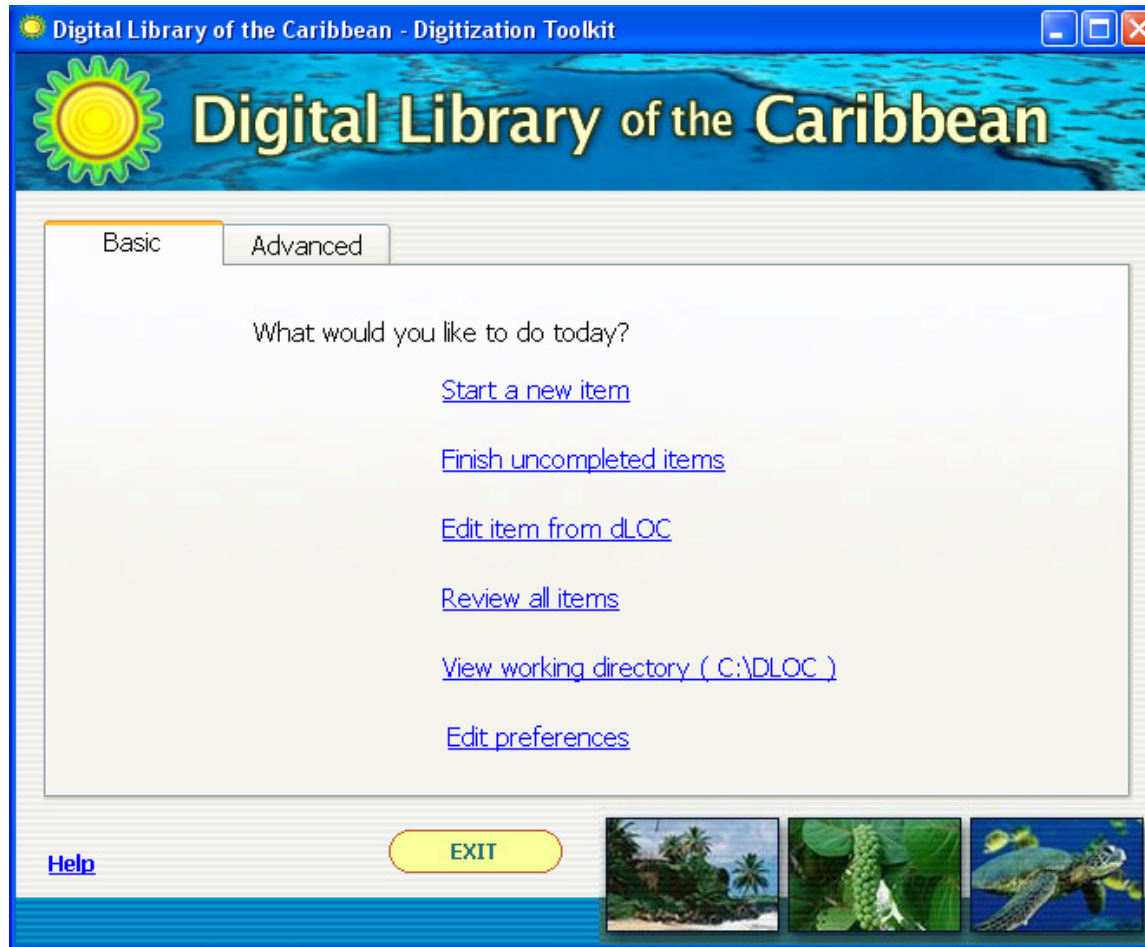 Digital Library of the Caribbean - Digitization Toolkit
Digital Library of the Caribbean
Basic
Advanced
What would you like to do today?
Start a new item
Finish uncompleted items
Edit item from dLOC
Review all items
View working directory ( C:\DLOC )
Edit preferences
Help
EXIT